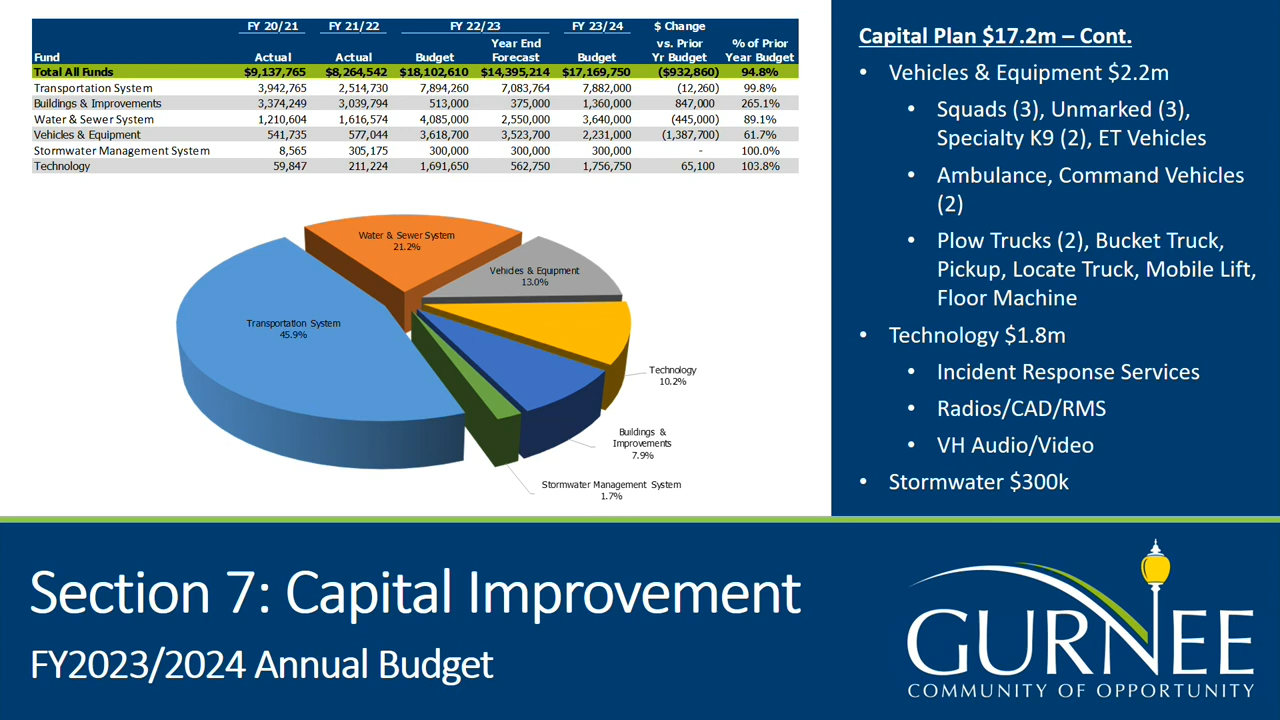 FY 20/21 FY 21/22 FY 22/23 FY 23/24 $ Change
Year End vs. Prior % of Prior
Fund Actual Actual Budget Forecast Budget Yr Budget Year Budget
Total All Funds $9,137,765 $8,264,542 $18,102,610 $14,395,214 $17,169,750 ($932,860) 94.8%
Transportation System 3,942,765 2,514,730 7,894,260 7,083,764 7,882,000 (12,260) 99.8%
Buildings & Improvements 3,374,249 3,039,794 513,000 375,000 1,360,000 847,000 265.1%
Water & Sewer System 1,210,604 1,616,574 4,085,000 2,550,000 3,640,000 (445,000) 89.1%
Vehicles & Equipment 541,735 577,044 3,618,700 3,523,700 2,231,000 (1,387,700) 61.7%
Stormwater Management System 8,565 305,175 300,000 300,000 300,000 - 100.0%
Technology 59,847 211,224 1,691,650 562,750 1,756,750 65,100 103.8%
Water & Sewer System
21.2%
Vehicles & Equipment
13.0%
Transportation System
45.9%
Technology
10.2%
Buildings &
Improvements
7.9%
Stormwater Management System
1.7%
Capital Plan $17.2m – Cont.
• Vehicles & Equipment $2.2m
• Squads (3), Unmarked (3),
Specialty K9 (2), ET Vehicles
• Ambulance, Command Vehicles
(2)
• Plow Trucks (2), Bucket Truck,
Pickup, Locate Truck, Mobile Lift,
Floor Machine
• Technology $1.8m
• Incident Response Services
• Radios/CAD/RMS
• VH Audio/Video
• Stormwater $300k
Section 7: Capital Improvement
FY2023/2024 Annual Budget
GURNEE
COMMUNITY OF OPPORTUNITY